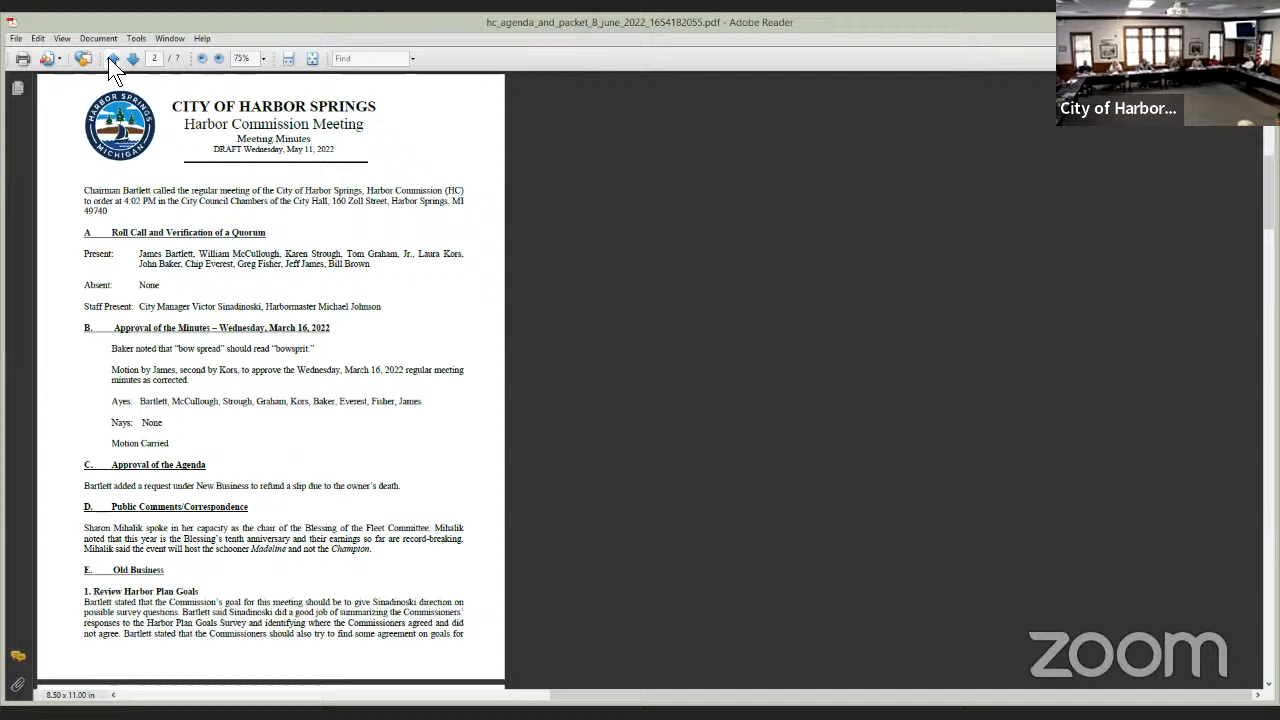 hc_agenda_and_packet_8_june_2022_1654182055.pdf - Adobe Reader
File Edit View Document Tools Window Help
2 / 7 75% Find
City of Harbor...
HARBOR SPRINGS
MICHIGAN
CITY OF HARBOR SPRINGS
Harbor Commission Meeting
Meeting Minutes
DRAFT Wednesday, May 11, 2022
Chairman Bartlett called the regular meeting of the City of Harbor Springs, Harbor Commission (HC)
to order at 4:02 PM in the City Council Chambers of the City Hall, 160 Zoll Street, Harbor Springs, MI
49740
A Roll Call and Verification of a Quorum
Present: James Bartlett, William McCullough, Karen Strough, Tom Graham, Jr., Laura Kors,
John Baker, Chip Everest, Greg Fisher, Jeff James, Bill Brown
Absent: None
Staff Present: City Manager Victor Sinadinoski, Harbormaster Michael Johnson
B. Approval of the Minutes – Wednesday, March 16, 2022
Baker noted that “bow spread” should read “bowsprit.”
Motion by James, second by Kors, to approve the Wednesday, March 16, 2022 regular meeting
minutes as corrected.
Ayes: Bartlett, McCullough, Strough, Graham, Kors, Baker, Everest, Fisher, James
Nays: None
Motion Carried
C. Approval of the Agenda
Bartlett added a request under New Business to refund a slip due to the owner’s death.
D. Public Comments/Correspondence
Sharon Mihalik spoke in her capacity as the chair of the Blessing of the Fleet Committee. Mihalik
noted that this year is the Blessing’s tenth anniversary and their earnings so far are record-breaking.
Mihalik said the event will host the schooner Madeline and not the Champion.
E. Old Business
1. Review Harbor Plan Goals
Bartlett stated that the Commission’s goal for this meeting should be to give Sinadinoski direction on
possible survey questions. Bartlett said Sinadinoski did a good job of summarizing the Commissioners’
responses to the Harbor Plan Goals Survey and identifying where the Commissioners agreed and did
not agree. Bartlett stated that the Commissioners should also try to find some agreement on goals for
zoom
8.50 x 11.00 in